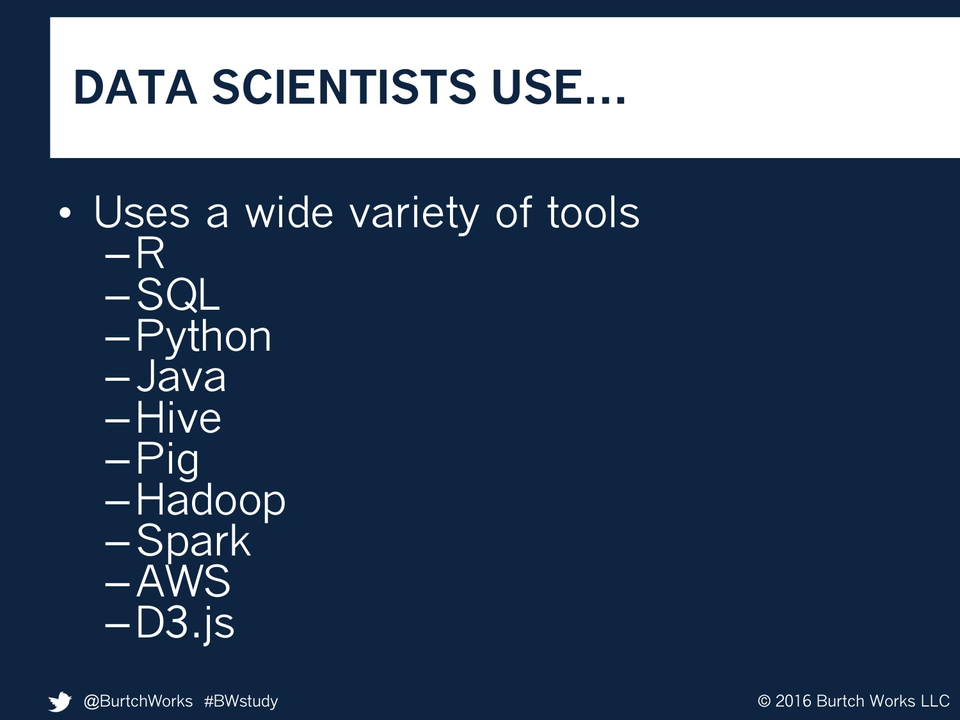 DATA SCIENTISTS USE...
• Uses a wide variety of tools
–R
–SQL
–Python
–Java
–Hive
–Pig
–Hadoop
–Spark
–AWS
–D3.js
@BurtchWorks #BWstudy
© 2016 Burtch Works LLC